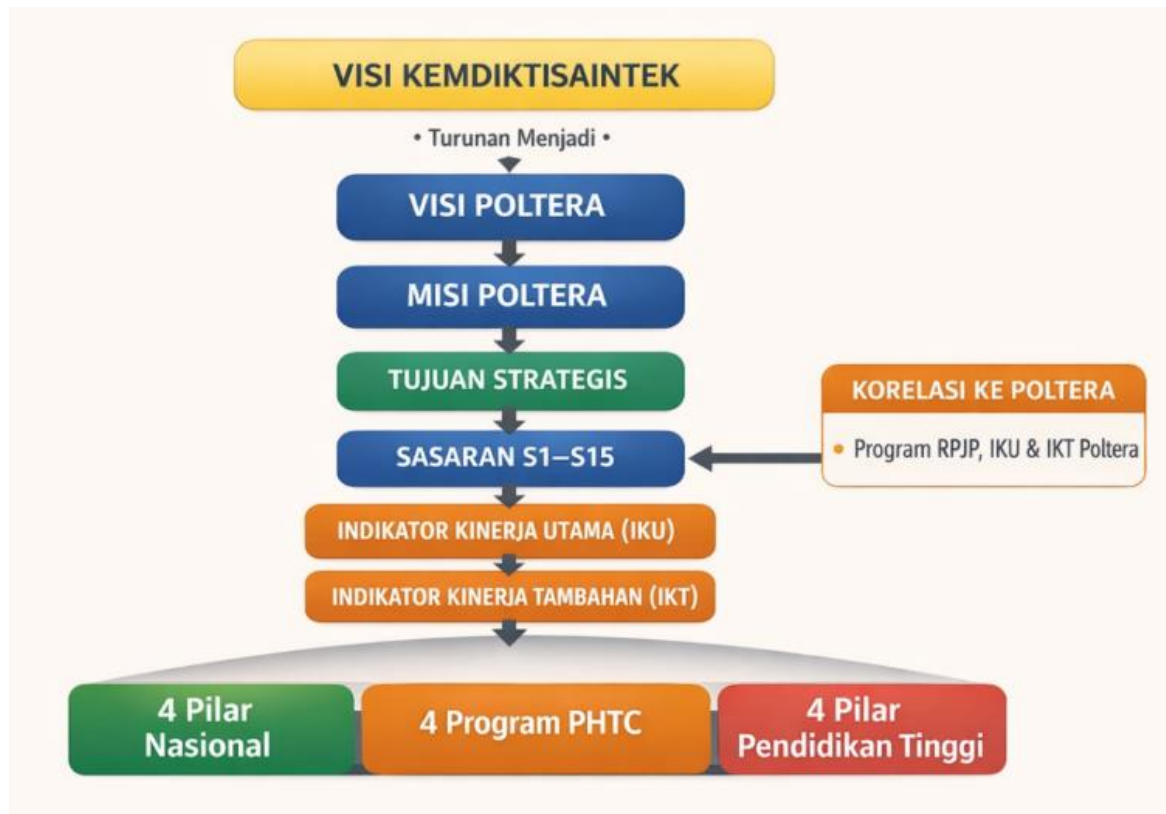 VISI KEMDIKTISAINTEK
• Turunan Menjadi •
VISI POLTERA
MISI POLTERA
TUJUAN STRATEGIS
SASARAN S1–S15
KORELASI KE POLTERA
• Program RPJP, IKU & IKT Poltera
INDIKATOR KINERJA UTAMA (IKU)
INDIKATOR KINERJA TAMBAHAN (IKT)
4 Pilar
Nasional
4 Program PHTC
4 Pilar
Pendidikan Tinggi